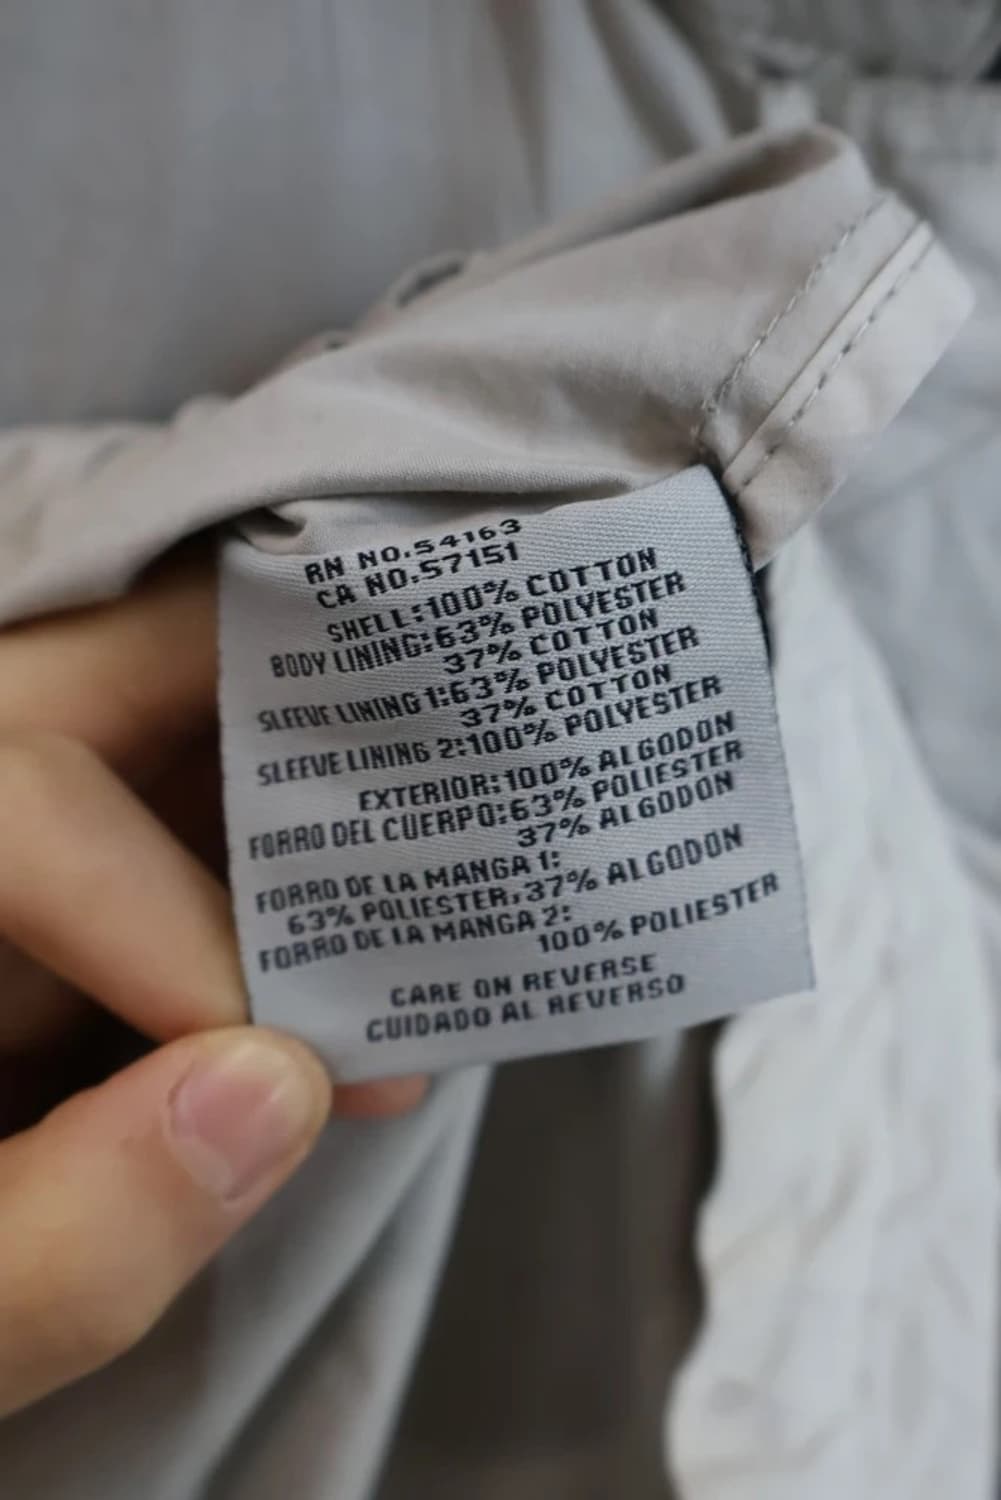 RN NO.54163
CA NO.57151
SHELL:100% COTTON
BODY LINING:63% POLYESTER
37% COTTON
SLEEVE LINING 1:63% POLYESTER
37% COTTON
SLEEVE LINING 2:100% POLYESTER
EXTERIOR:100% ALGODON
FORRO DEL CUERPO:63% POLIESTER
37% ALGODON
FORRO DE LA MANGA 1:
63% POLIESTER,37% ALGODON
FORRO DE LA MANGA 2:
100% POLIESTER
CARE ON REVERSE
CUIDADO AL REVERSO